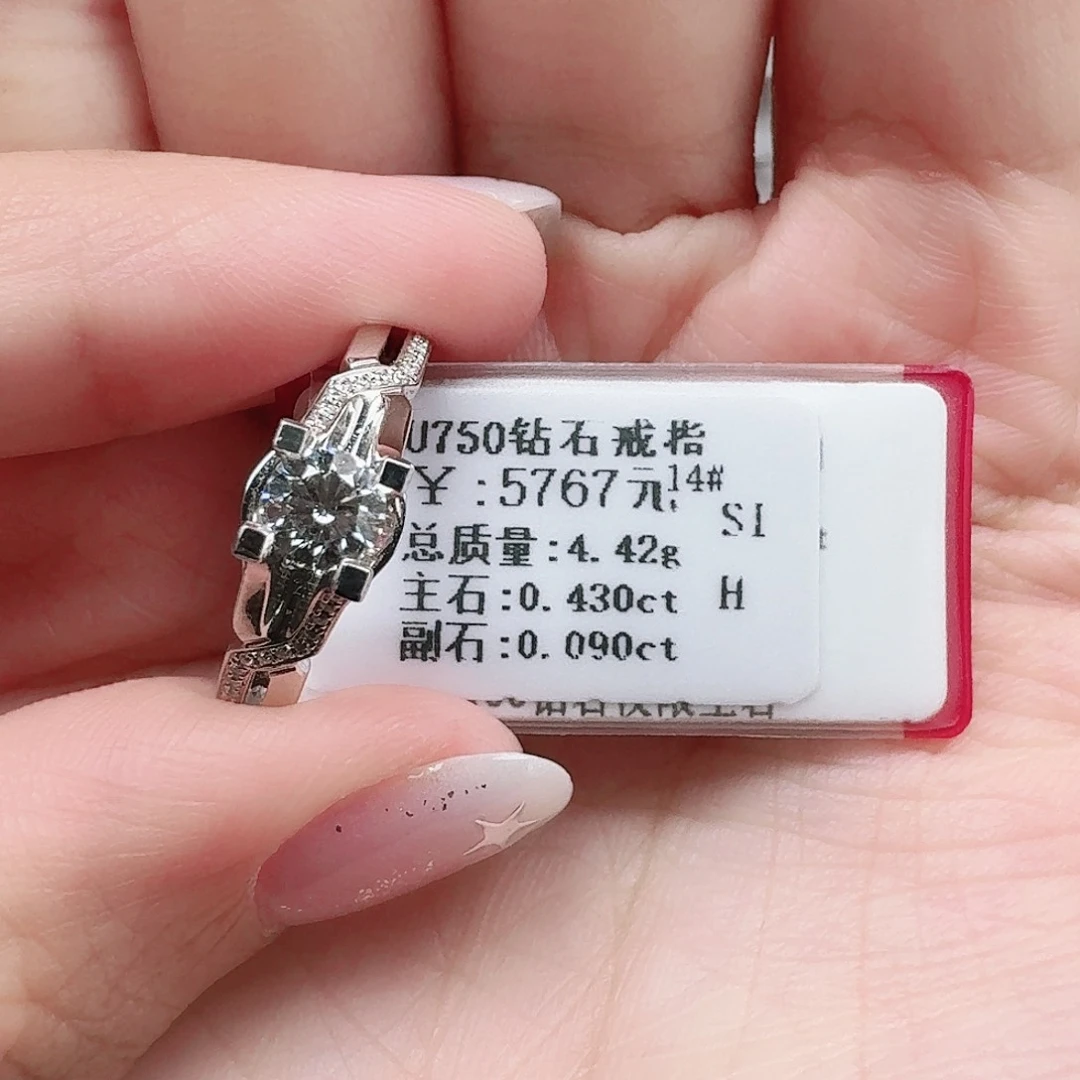 U750钻石戒指
￥:5767元 14#
SI
总质量:4.42g
主石:0.430ct H
副石:0.090ct